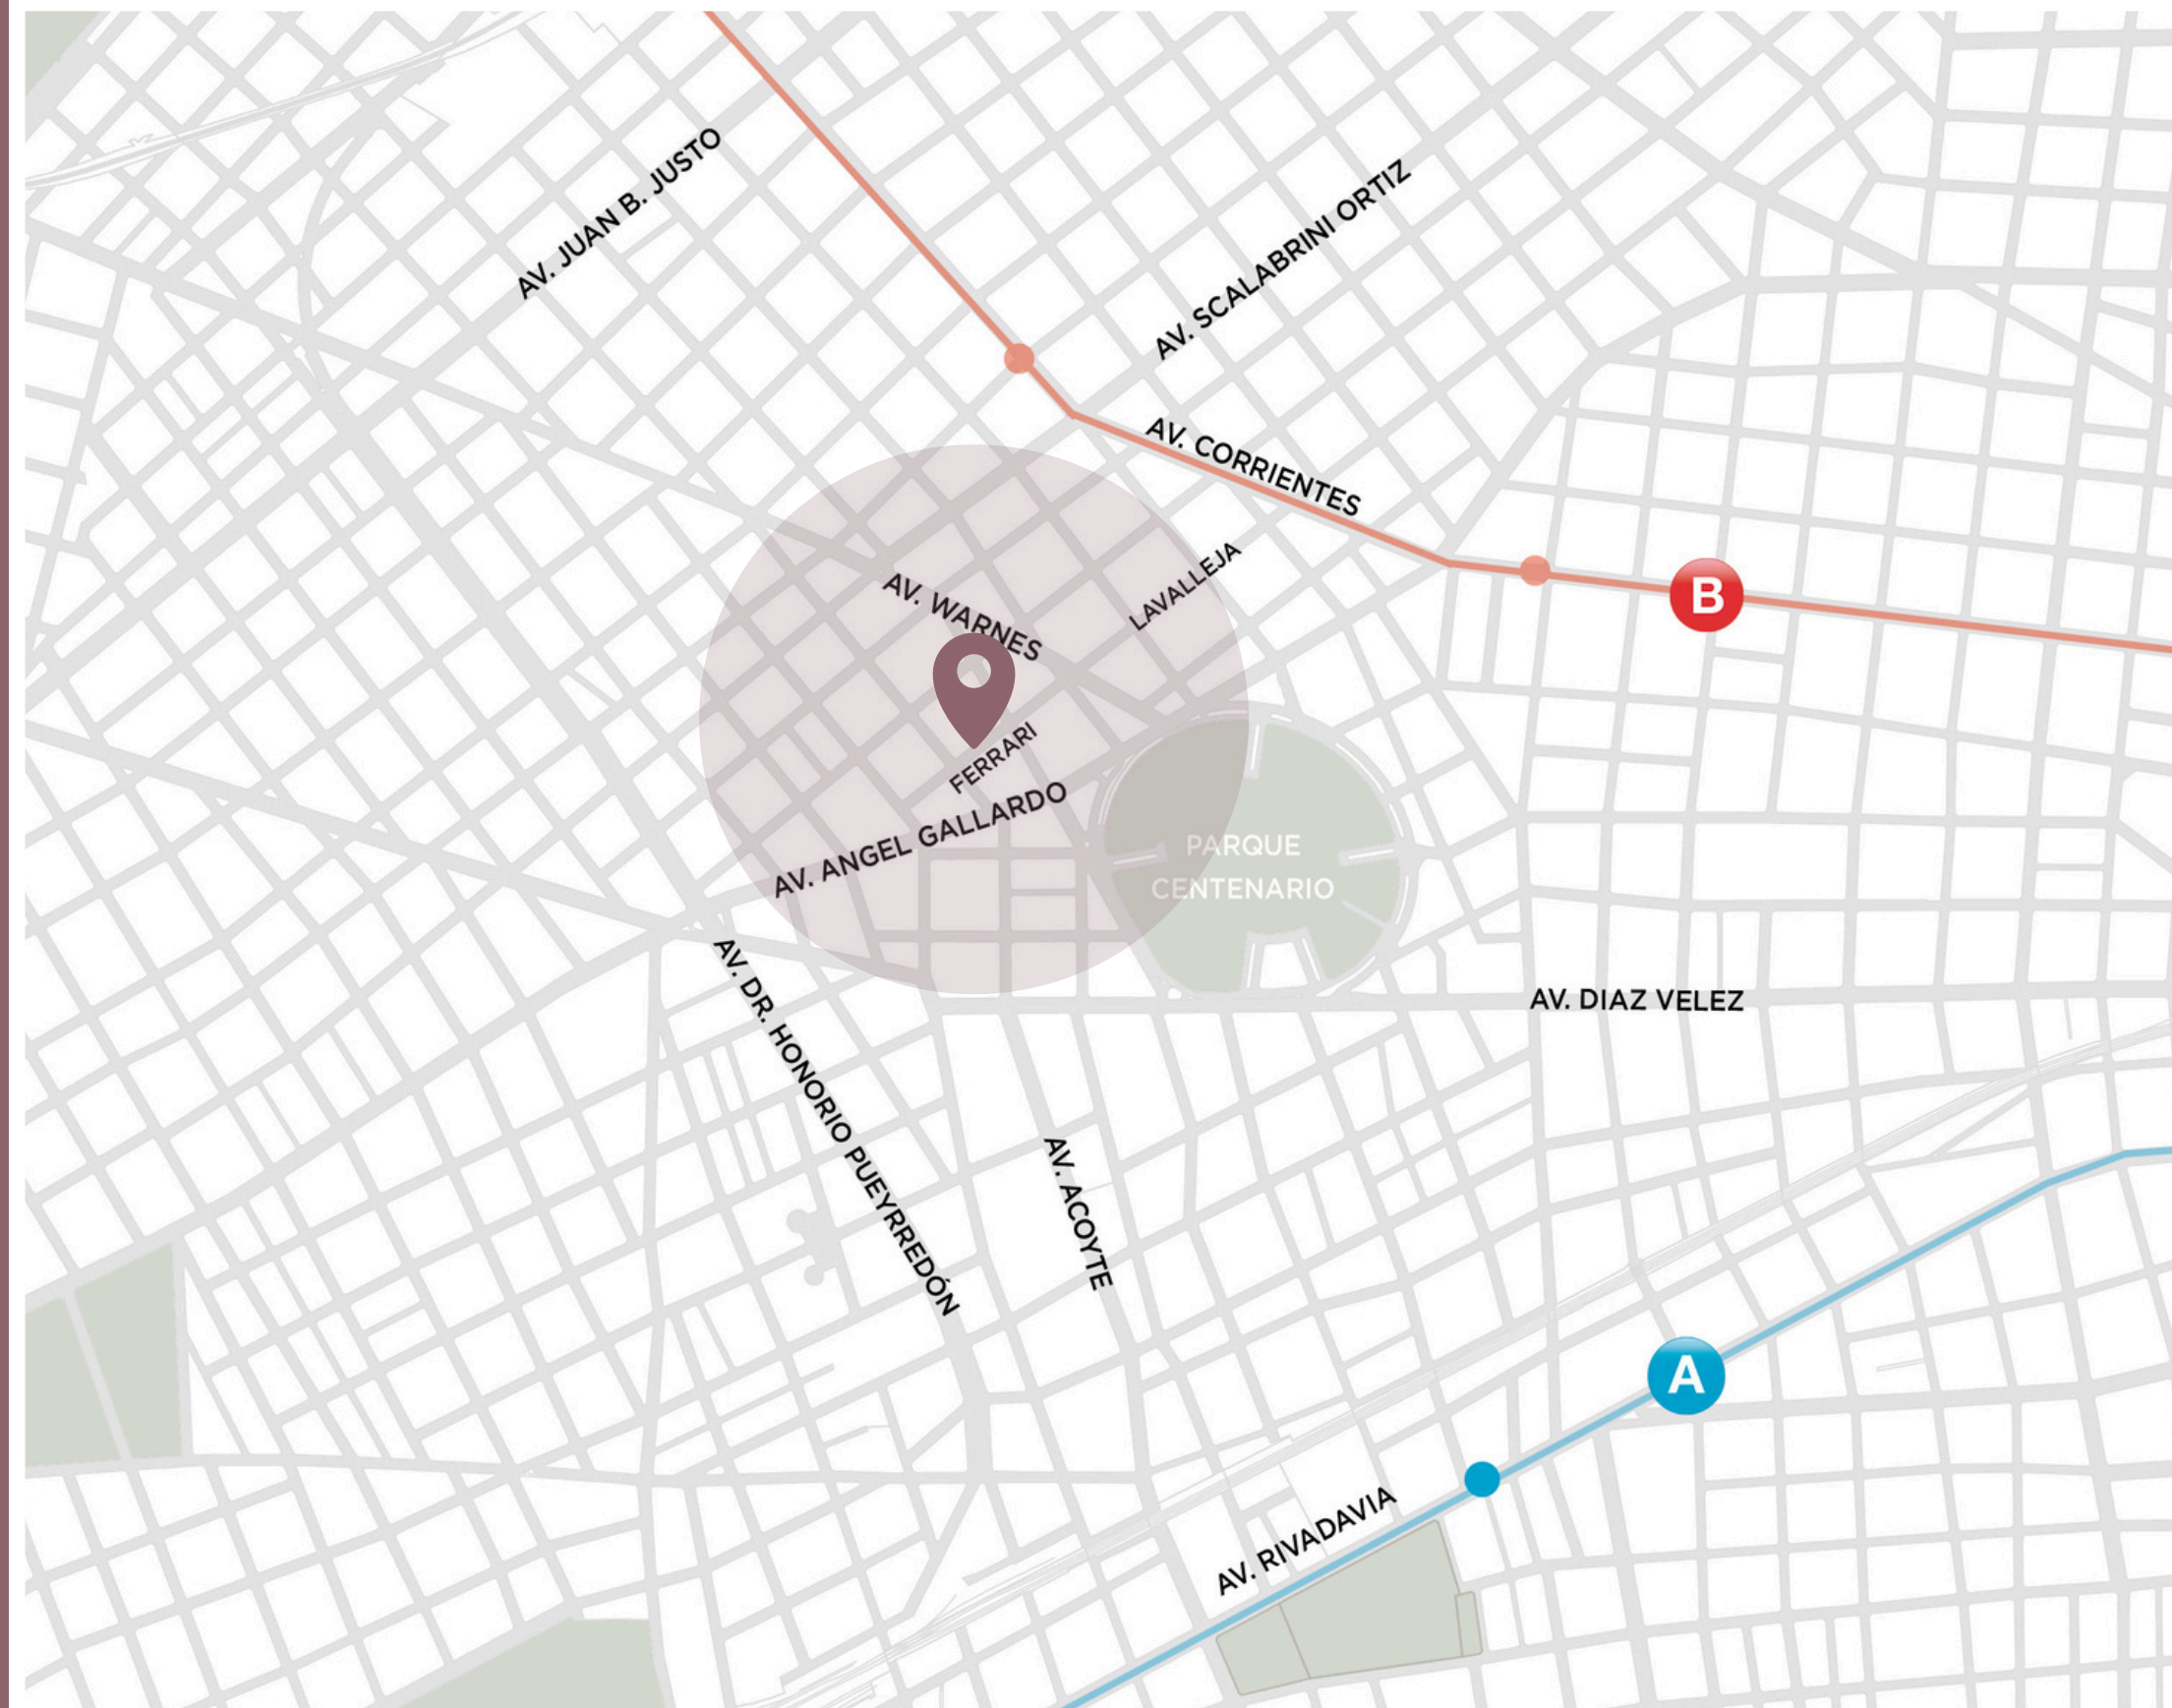 AV. JUAN B. JUSTO
AV. SCALABRINI ORTIZ
AV. CORRIENTES
LAVALLEJA
AV. WARNES
B
FERRARI
AV. ANGEL GALLARDO
PARQUE
CENTENARIO
AV. DIAZ VELEZ
AV. DR. HONORIO PUEYRREDÓN
AV. ACOYTE
A
AV. RIVADAVIA